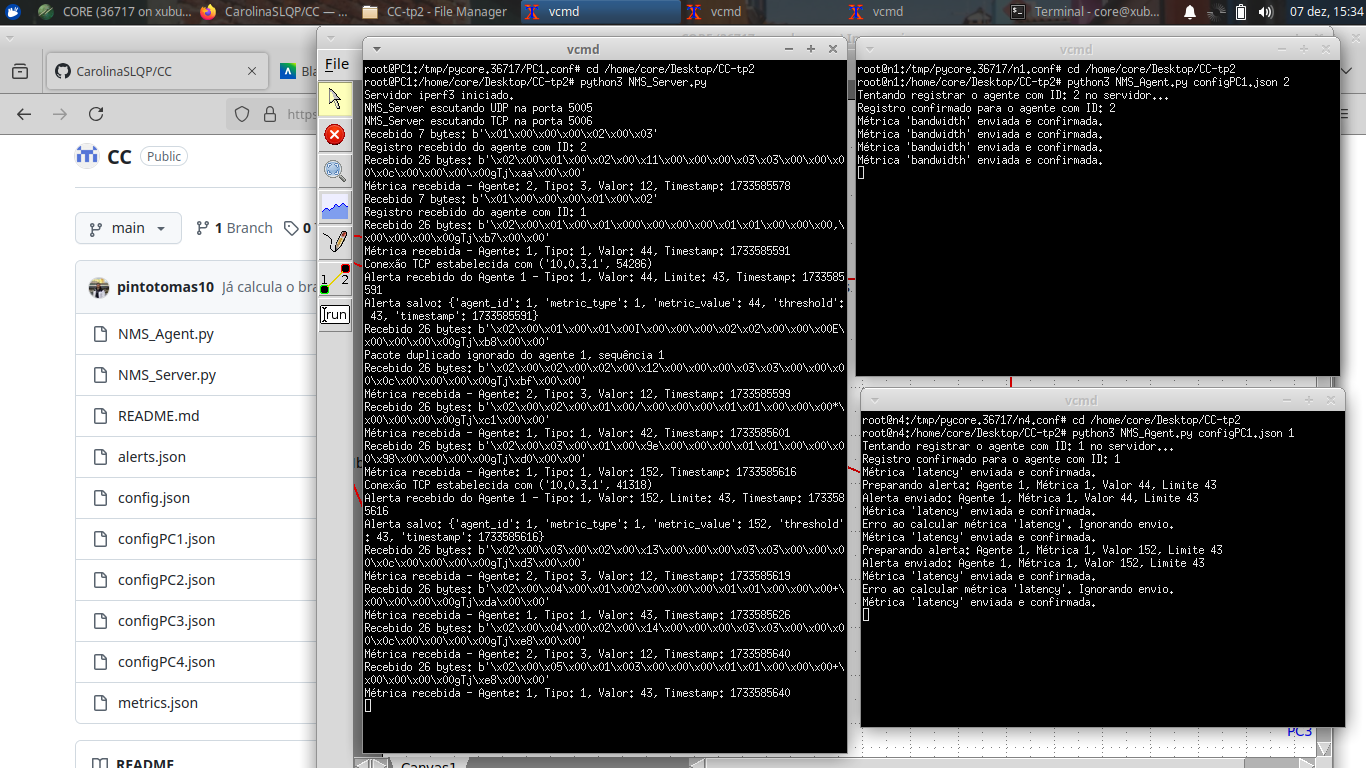 CORE (36717 on xubu...
CarolinaSLQP/CC — ...
CC-tp2 - File Manager
vcmd
vcmd
vcmd
Terminal - core@xub...
07 dez, 15:34
CarolinaSLQP/CC
https
CC
Public
main
1 Branch
0
pintotomas10 Já calcula o bra
NMS_Agent.py
NMS_Server.py
README.md
alerts.json
config.json
configPC1.json
configPC2.json
configPC3.json
configPC4.json
metrics.json
README
File
run
Canvas1
PC3
vcmd
root@PC1:/tmp/pycore.36717/PC1.conf# cd /home/core/Desktop/CC-tp2
root@PC1:/home/core/Desktop/CC-tp2# python3 NMS_Server.py
Servidor iperf3 iniciado.
NMS_Server escutando UDP na porta 5005
NMS_Server escutando TCP na porta 5006
Recebido 7 bytes: b'\x01\x00\x00\x00\x02\x00\x03'
Registro recebido do agente com ID: 2
Recebido 26 bytes: b'\x02\x00\x01\x00\x02\x00\x11\x00\x00\x00\x03\x03\x00\x00\x0
0\x0c\x00\x00\x00\x00gTj\xaa\x00\x00'
Métrica recebida - Agente: 2, Tipo: 3, Valor: 12, Timestamp: 1733585578
Recebido 7 bytes: b'\x01\x00\x00\x00\x01\x00\x02'
Registro recebido do agente com ID: 1
Recebido 26 bytes: b'\x02\x00\x01\x00\x01\x000\x00\x00\x00\x01\x01\x00\x00\x00,\
x00\x00\x00\x00gTj\xb7\x00\x00'
Métrica recebida - Agente: 1, Tipo: 1, Valor: 44, Timestamp: 1733585591
Conexão TCP estabelecida com ('10.0.3.1', 54286)
Alerta recebido do Agente 1 - Tipo: 1, Valor: 44, Limite: 43, Timestamp: 1733585
591
Alerta salvo: {'agent_id': 1, 'metric_type': 1, 'metric_value': 44, 'threshold':
 43, 'timestamp': 1733585591}
Recebido 26 bytes: b'\x02\x00\x01\x00\x01\x00I\x00\x00\x00\x02\x02\x00\x00\x00E\
x00\x00\x00\x00gTj\xb8\x00\x00'
Pacote duplicado ignorado do agente 1, sequência 1
Recebido 26 bytes: b'\x02\x00\x02\x00\x02\x00\x12\x00\x00\x00\x03\x03\x00\x00\x0
0\x0c\x00\x00\x00\x00gTj\xbf\x00\x00'
Métrica recebida - Agente: 2, Tipo: 3, Valor: 12, Timestamp: 1733585599
Recebido 26 bytes: b'\x02\x00\x02\x00\x01\x00/\x00\x00\x00\x01\x01\x00\x00\x00*\
x00\x00\x00\x00gTj\xc1\x00\x00'
Métrica recebida - Agente: 1, Tipo: 1, Valor: 42, Timestamp: 1733585601
Recebido 26 bytes: b'\x02\x00\x03\x00\x01\x00\x9e\x00\x00\x00\x01\x01\x00\x00\x0
0\x98\x00\x00\x00\x00gTj\xd0\x00\x00'
Métrica recebida - Agente: 1, Tipo: 1, Valor: 152, Timestamp: 1733585616
Conexão TCP estabelecida com ('10.0.3.1', 41318)
Alerta recebido do Agente 1 - Tipo: 1, Valor: 152, Limite: 43, Timestamp: 173358
5616
Alerta salvo: {'agent_id': 1, 'metric_type': 1, 'metric_value': 152, 'threshold'
: 43, 'timestamp': 1733585616}
Recebido 26 bytes: b'\x02\x00\x03\x00\x02\x00\x13\x00\x00\x00\x03\x03\x00\x00\x0
0\x0c\x00\x00\x00\x00gTj\xd3\x00\x00'
Métrica recebida - Agente: 2, Tipo: 3, Valor: 12, Timestamp: 1733585619
Recebido 26 bytes: b'\x02\x00\x04\x00\x01\x002\x00\x00\x00\x01\x01\x00\x00\x00+\
x00\x00\x00\x00gTj\xda\x00\x00'
Métrica recebida - Agente: 1, Tipo: 1, Valor: 43, Timestamp: 1733585626
Recebido 26 bytes: b'\x02\x00\x04\x00\x02\x00\x14\x00\x00\x00\x03\x03\x00\x00\x0
0\x0c\x00\x00\x00\x00gTj\xe8\x00\x00'
Métrica recebida - Agente: 2, Tipo: 3, Valor: 12, Timestamp: 1733585640
Recebido 26 bytes: b'\x02\x00\x05\x00\x01\x003\x00\x00\x00\x01\x01\x00\x00\x00+\
x00\x00\x00\x00gTj\xe8\x00\x00'
Métrica recebida - Agente: 1, Tipo: 1, Valor: 43, Timestamp: 1733585640
vcmd
root@n1:/tmp/pycore.36717/n1.conf# cd /home/core/Desktop/CC-tp2
root@n1:/home/core/Desktop/CC-tp2# python3 NMS_Agent.py configPC1.json 2
Tentando registrar o agente com ID: 2 no servidor...
Registro confirmado para o agente com ID: 2
Métrica 'bandwidth' enviada e confirmada.
Métrica 'bandwidth' enviada e confirmada.
Métrica 'bandwidth' enviada e confirmada.
Métrica 'bandwidth' enviada e confirmada.
vcmd
root@n4:/tmp/pycore.36717/n4.conf# cd /home/core/Desktop/CC-tp2
root@n4:/home/core/Desktop/CC-tp2# python3 NMS_Agent.py configPC1.json 1
Tentando registrar o agente com ID: 1 no servidor...
Registro confirmado para o agente com ID: 1
Métrica 'latency' enviada e confirmada.
Preparando alerta: Agente 1, Métrica 1, Valor 44, Limite 43
Alerta enviado: Agente 1, Métrica 1, Valor 44, Limite 43
Métrica 'latency' enviada e confirmada.
Erro ao calcular métrica 'latency'. Ignorando envio.
Métrica 'latency' enviada e confirmada.
Preparando alerta: Agente 1, Métrica 1, Valor 152, Limite 43
Alerta enviado: Agente 1, Métrica 1, Valor 152, Limite 43
Métrica 'latency' enviada e confirmada.
Erro ao calcular métrica 'latency'. Ignorando envio.
Métrica 'latency' enviada e confirmada.